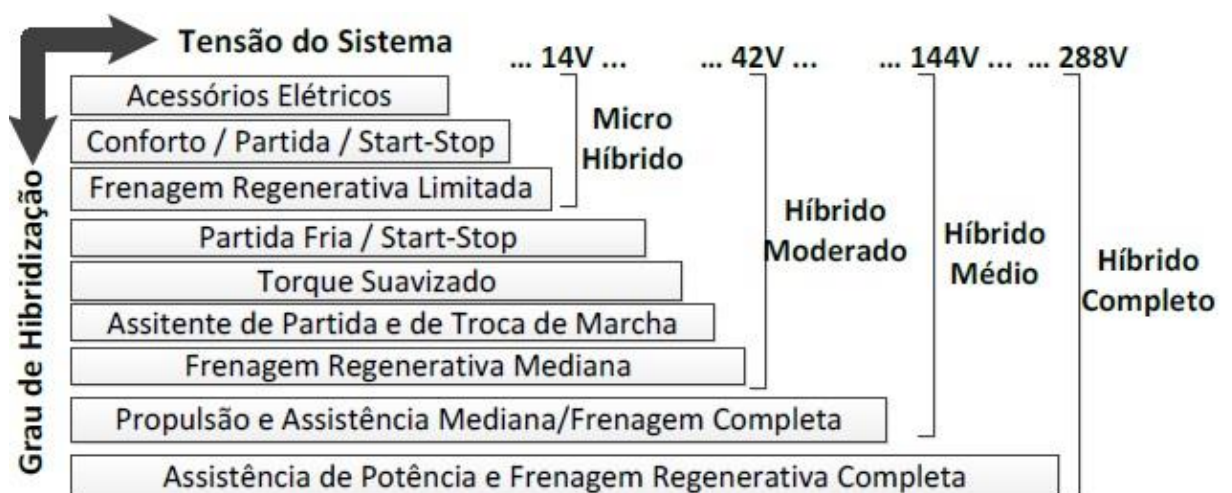 Tensão do Sistema
... 14V ... ... 42V ... ... 144V ... ... 288V
Grau de Hibridização
Acessórios Elétricos
Conforto / Partida / Start-Stop
Frenagem Regenerativa Limitada
Partida Fria / Start-Stop
Torque Suavizado
Assitente de Partida e de Troca de Marcha
Frenagem Regenerativa Mediana
Propulsão e Assistência Mediana/Frenagem Completa
Assistência de Potência e Frenagem Regenerativa Completa
Micro
Híbrido
Híbrido
Moderado
Híbrido
Médio
Híbrido
Completo